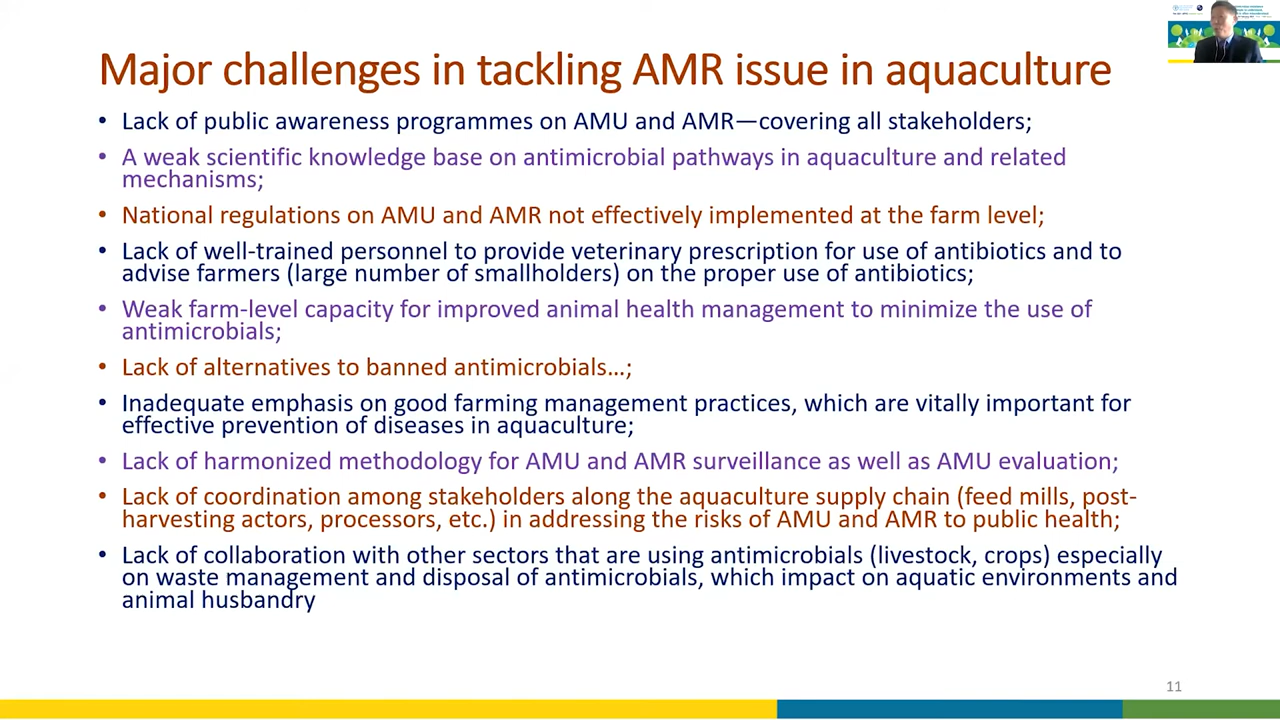 Major challenges in tackling AMR issue in aquaculture
• Lack of public awareness programmes on AMU and AMR—covering all stakeholders;
• A weak scientific knowledge base on antimicrobial pathways in aquaculture and related
mechanisms;
• National regulations on AMU and AMR not effectively implemented at the farm level;
• Lack of well-trained personnel to provide veterinary prescription for use of antibiotics and to
advise farmers (large number of smallholders) on the proper use of antibiotics;
• Weak farm-level capacity for improved animal health management to minimize the use of
antimicrobials;
• Lack of alternatives to banned antimicrobials…;
• Inadequate emphasis on good farming management practices, which are vitally important for
effective prevention of diseases in aquaculture;
• Lack of harmonized methodology for AMU and AMR surveillance as well as AMU evaluation;
• Lack of coordination among stakeholders along the aquaculture supply chain (feed mills, post-
harvesting actors, processors, etc.) in addressing the risks of AMU and AMR to public health;
• Lack of collaboration with other sectors that are using antimicrobials (livestock, crops) especially
on waste management and disposal of antimicrobials, which impact on aquatic environments and
animal husbandry
11